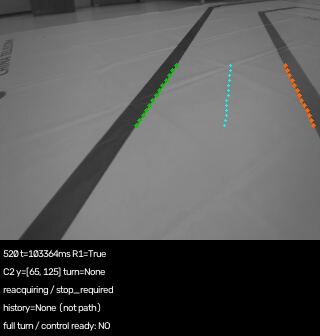 520 t=103364ms R1=True
C2 y=[65, 125] turn=None
reacquiring / stop_required
history=None (not path)
full turn / control ready: NO